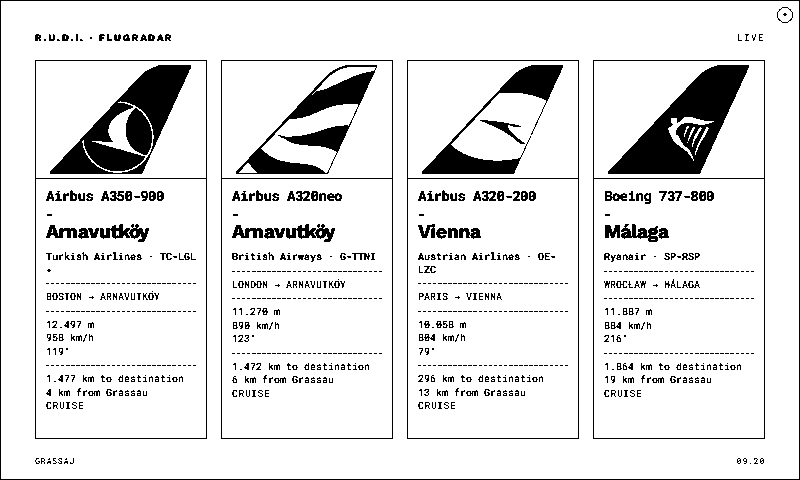 R.U.D.I. · FLUGRADAR
LIVE
Airbus A350-900
-
Arnavutköy
Turkish Airlines · TC-LGL
✦
BOSTON → ARNAVUTKÖY
12.497 m
958 km/h
119°
1.477 km to destination
4 km from Grassau
CRUISE
Airbus A320neo
-
Arnavutköy
British Airways · G-TTNI
LONDON → ARNAVUTKÖY
11.270 m
890 km/h
123°
1.472 km to destination
6 km from Grassau
CRUISE
Airbus A320-200
-
Vienna
Austrian Airlines · OE-
LZC
PARIS → VIENNA
10.058 m
804 km/h
79°
296 km to destination
13 km from Grassau
CRUISE
Boeing 737-800
-
Málaga
Ryanair · SP-RSP
WROCŁAW → MÁLAGA
11.887 m
884 km/h
216°
1.864 km to destination
19 km from Grassau
CRUISE
GRASSAU
09.20